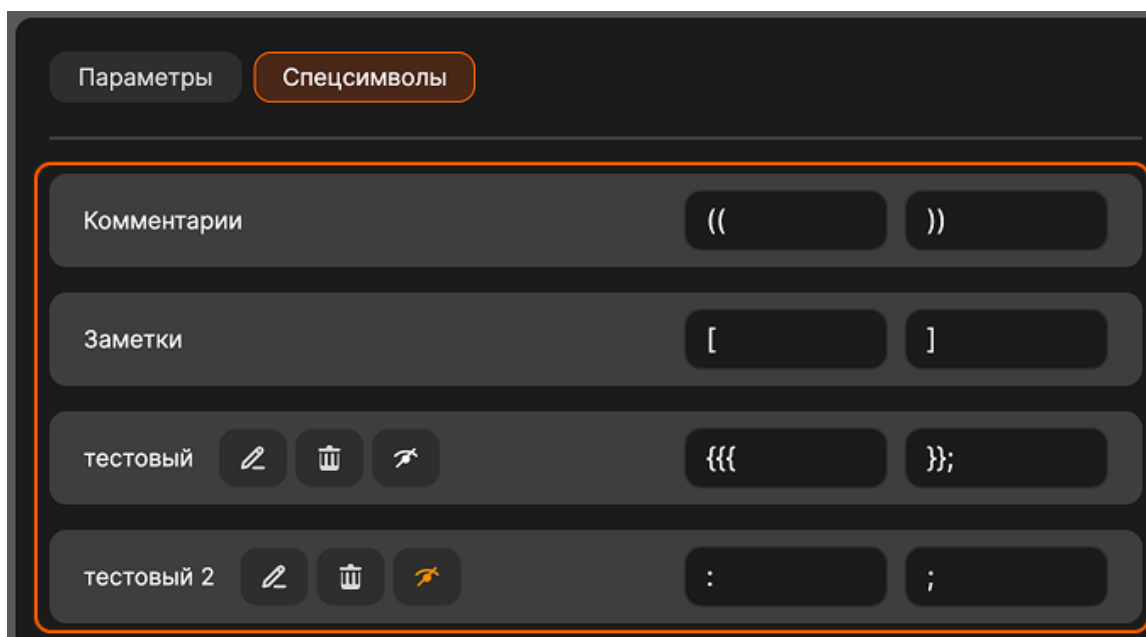 Параметры Спецсимволы
Комментарии (( ))
Заметки [ ]
тестовый {{{ }};
тестовый 2 : ;